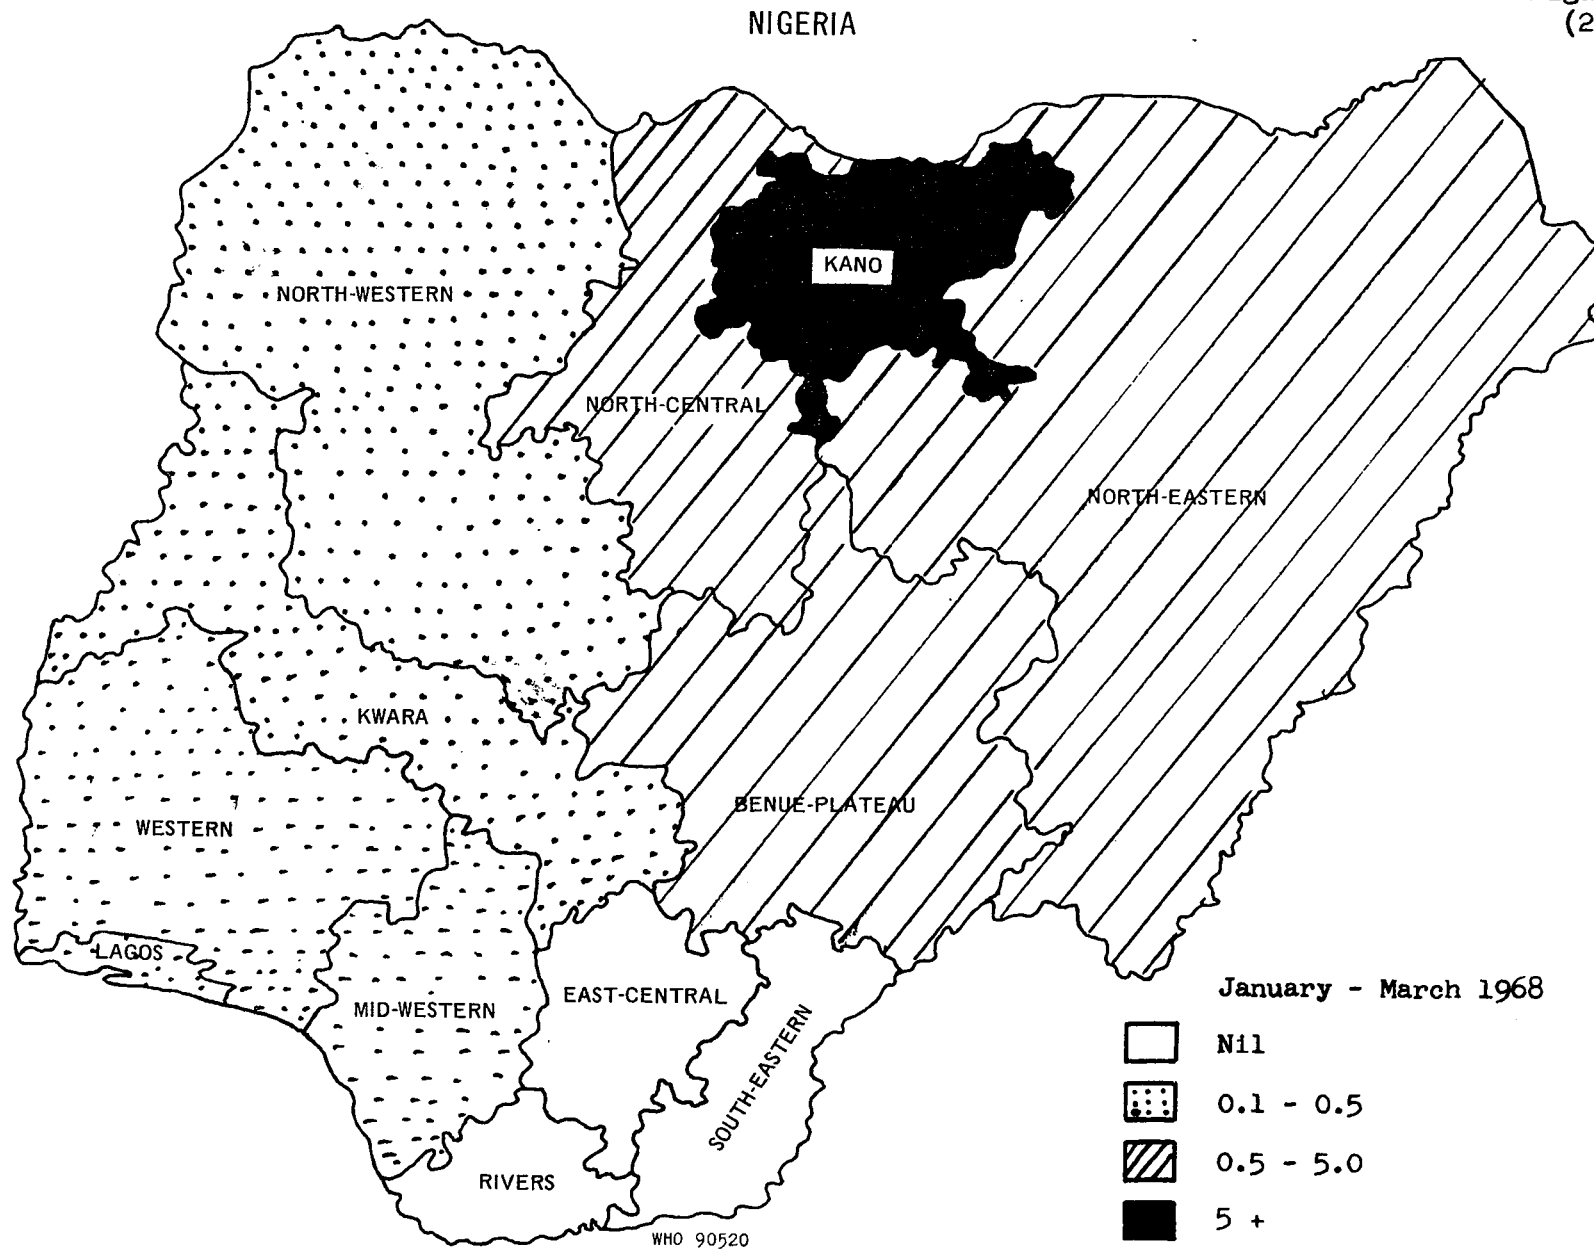 NIGERIA
(2
KANO
NORTH-WESTERN
NORTH-CENTRAL
NORTH-EASTERN
KWARA
BENUE-PLATEAU
WESTERN
LAGOS
MID-WESTERN
EAST-CENTRAL
SOUTH-EASTERN
RIVERS
January - March 1968
Nil
0.1 - 0.5
0.5 - 5.0
5 +
WHO 90520